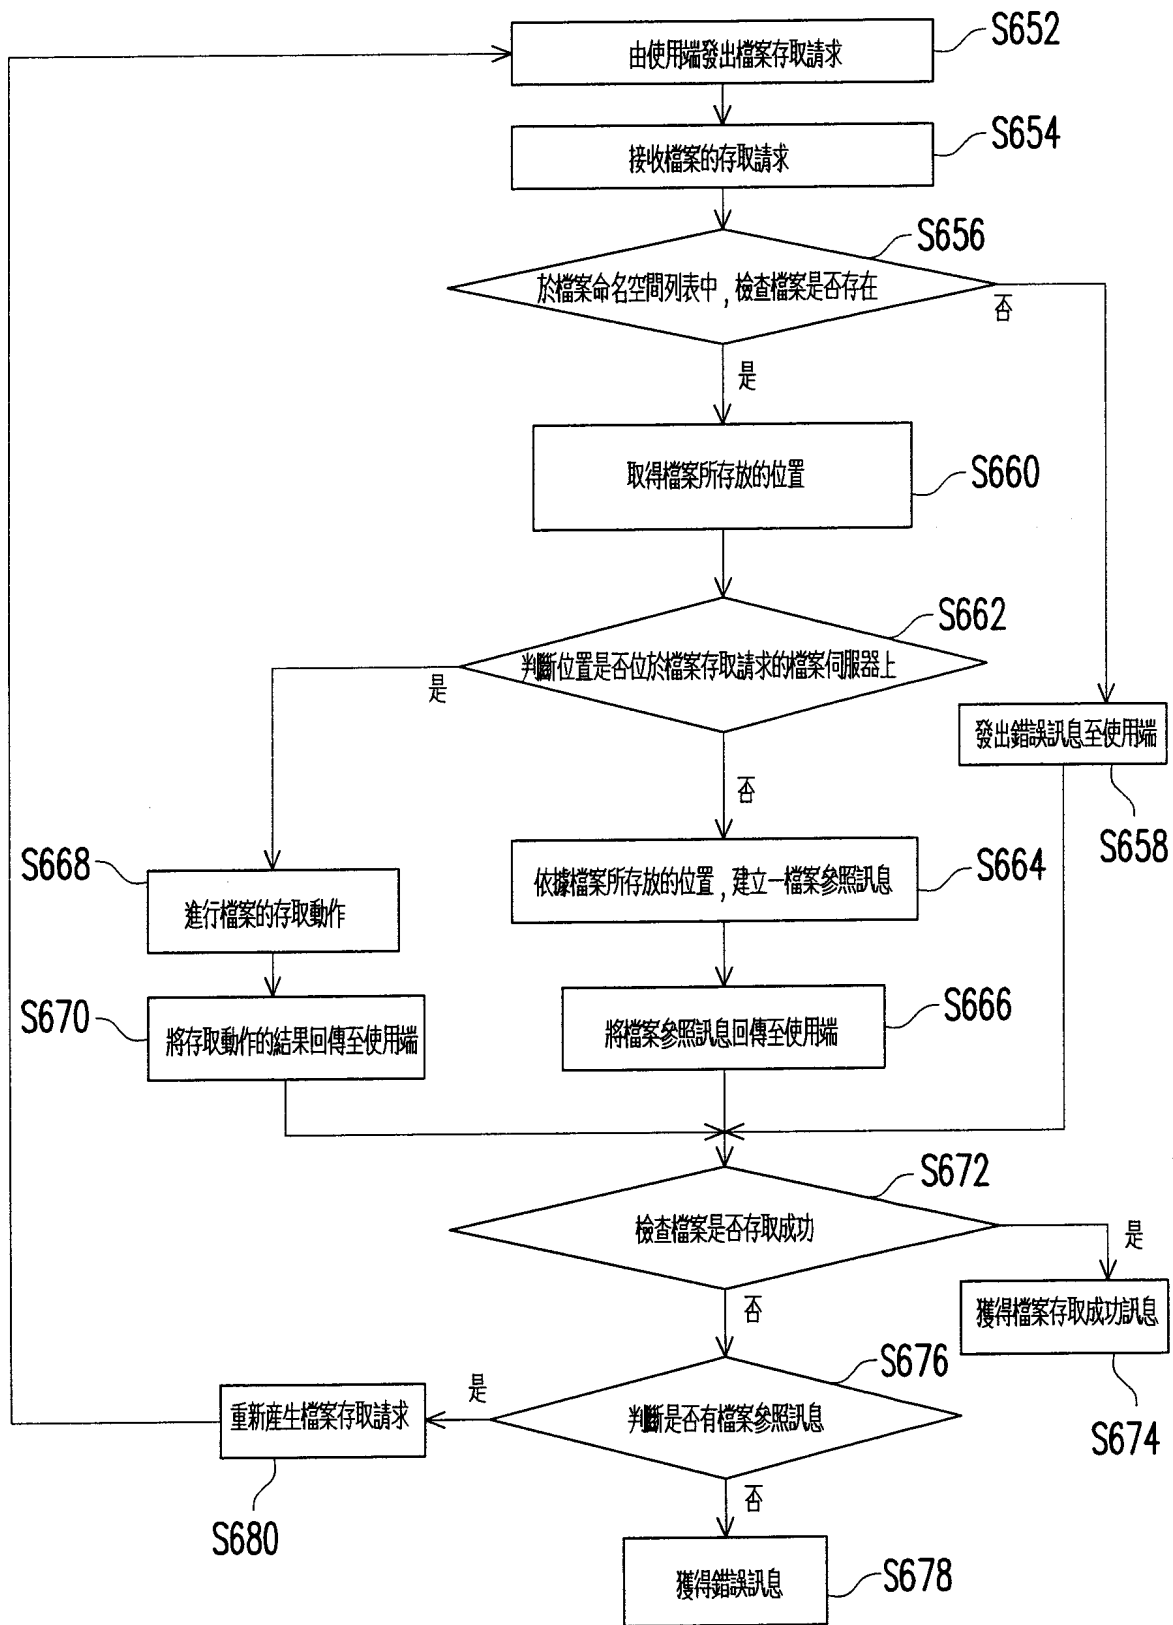 由使用端發出檔案存取請求
S652
接收檔案的存取請求
S654
S656
於檔案命名空間列表中，檢查檔案是否存在
否
是
取得檔案所存放的位置
S660
S662
判斷位置是否位於檔案存取請求的檔案伺服器上
是
否
發出錯誤訊息至使用端
S658
S668
進行檔案的存取動作
依據檔案所存放的位置，建立一檔案參照訊息
S664
S670
將存取動作的結果回傳至使用端
將檔案參照訊息回傳至使用端
S666
S672
檢查檔案是否存取成功
是
否
獲得檔案存取成功訊息
S674
S676
判斷是否有檔案參照訊息
是
重新產生檔案存取請求
S680
否
獲得錯誤訊息
S678